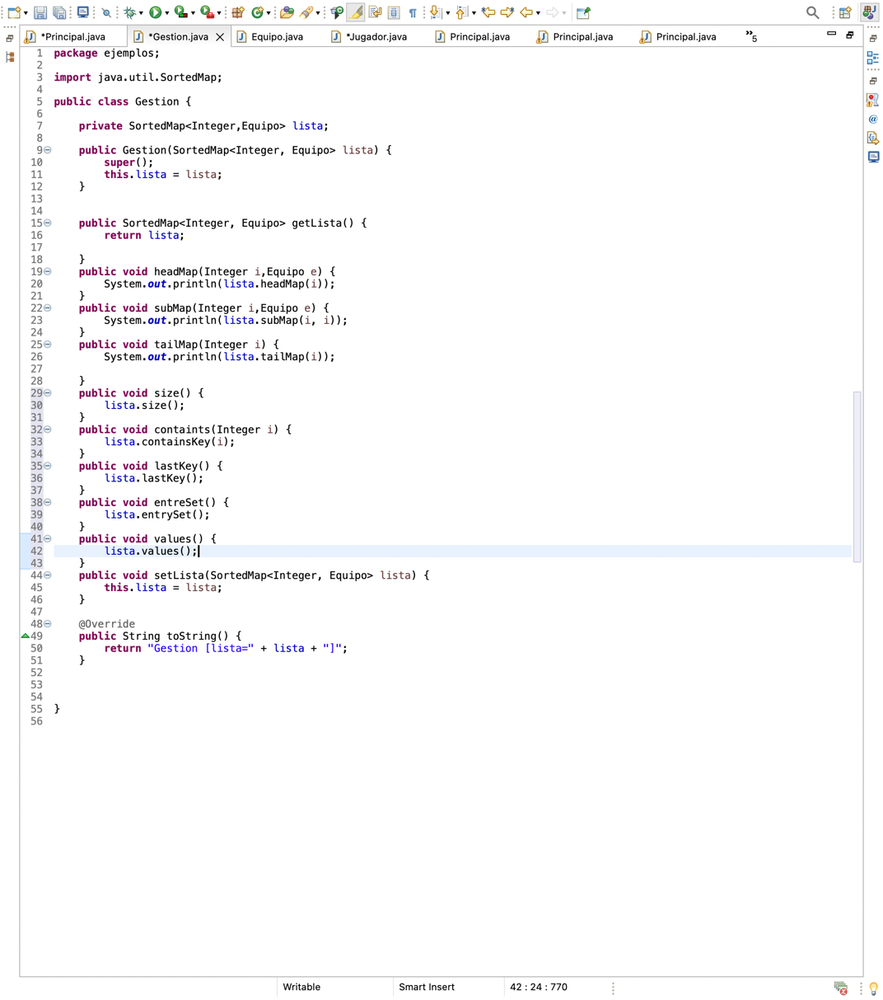 *Principal.java
*Gestion.java
Equipo.java
*Jugador.java
Principal.java
Principal.java
Principal.java
»5
1 package ejemplos;
2
3 import java.util.SortedMap;
4
5 public class Gestion {
6
7 private SortedMap<Integer,Equipo> lista;
8
9 public Gestion(SortedMap<Integer, Equipo> lista) {
10 super();
11 this.lista = lista;
12 }
13
14
15 public SortedMap<Integer, Equipo> getLista() {
16 return lista;
17
18 }
19 public void headMap(Integer i,Equipo e) {
20 System.out.println(lista.headMap(i));
21 }
22 public void subMap(Integer i,Equipo e) {
23 System.out.println(lista.subMap(i, i));
24 }
25 public void tailMap(Integer i) {
26 System.out.println(lista.tailMap(i));
27
28 }
29 public void size() {
30 lista.size();
31 }
32 public void containts(Integer i) {
33 lista.containsKey(i);
34 }
35 public void lastKey() {
36 lista.lastKey();
37 }
38 public void entreSet() {
39 lista.entrySet();
40 }
41 public void values() {
42 lista.values();
43 }
44 public void setLista(SortedMap<Integer, Equipo> lista) {
45 this.lista = lista;
46 }
47
48 @Override
49 public String toString() {
50 return "Gestion [lista=" + lista + "]";
51 }
52
53
54
55 }
56
Writable
Smart Insert
42 : 24 : 770